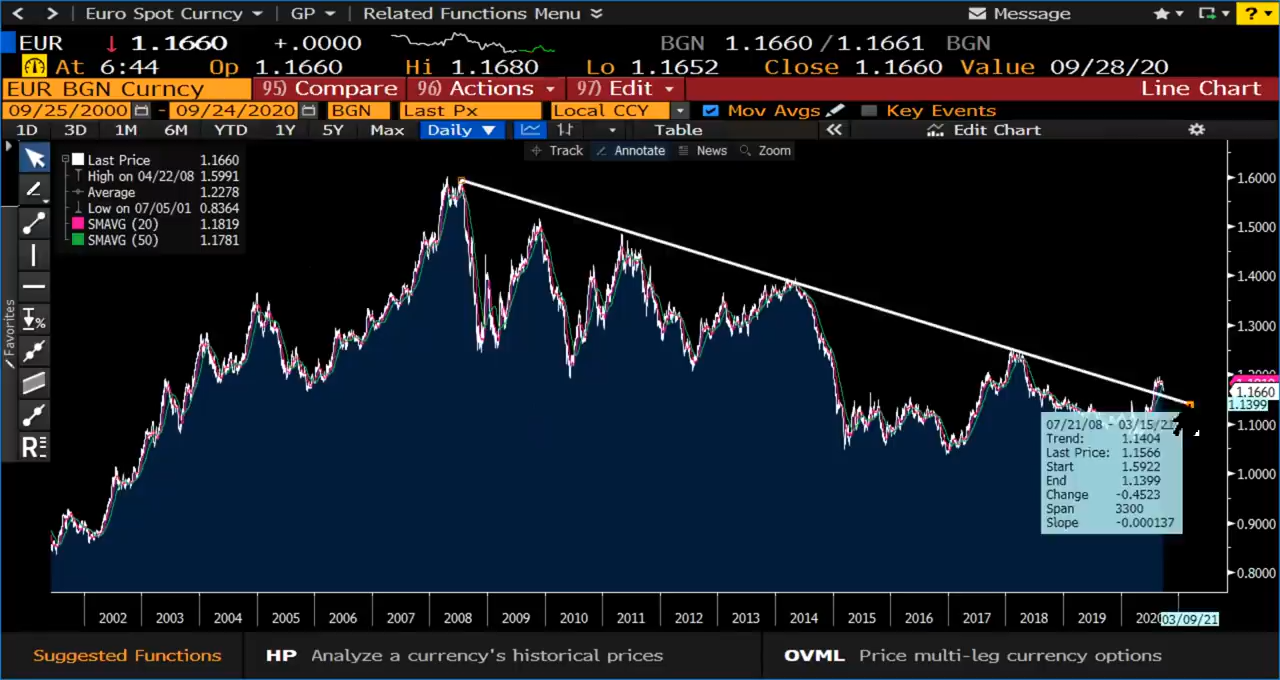 < > Euro Spot Curncy GP Related Functions Menu Message ?
EUR ↓ 1.1660 +.0000 BGN 1.1660 / 1.1661 BGN
At 6:44 Op 1.1660 Hi 1.1680 Lo 1.1652 Close 1.1660 Value 09/28/20
EUR BGN Curncy 95) Compare 96) Actions 97) Edit Line Chart
09/25/2000 - 09/24/2020 BGN Last Px Local CCY Mov Avgs Key Events
1D 3D 1M 6M YTD 1Y 5Y Max Daily ▼ Table « Edit Chart
Track Annotate News Zoom
Last Price 1.1660
High on 04/22/08 1.5991
Average 1.2278
Low on 07/05/01 0.8364
SMAVG (20) 1.1819
SMAVG (50) 1.1781
Favorites
%
R
1.6000
1.5000
1.4000
1.3000
1.1660
1.1399
1.1000
1.0000
0.9000
0.8000
07/21/08 - 03/15/21
Trend: 1.1404
Last Price: 1.1566
Start 1.5922
End 1.1399
Change -0.4523
Span 3300
Slope -0.000137
2002 2003 2004 2005 2006 2007 2008 2009 2010 2011 2012 2013 2014 2015 2016 2017 2018 2019 2020 03/09/21
Suggested Functions HP Analyze a currency's historical prices OVML Price multi-leg currency options